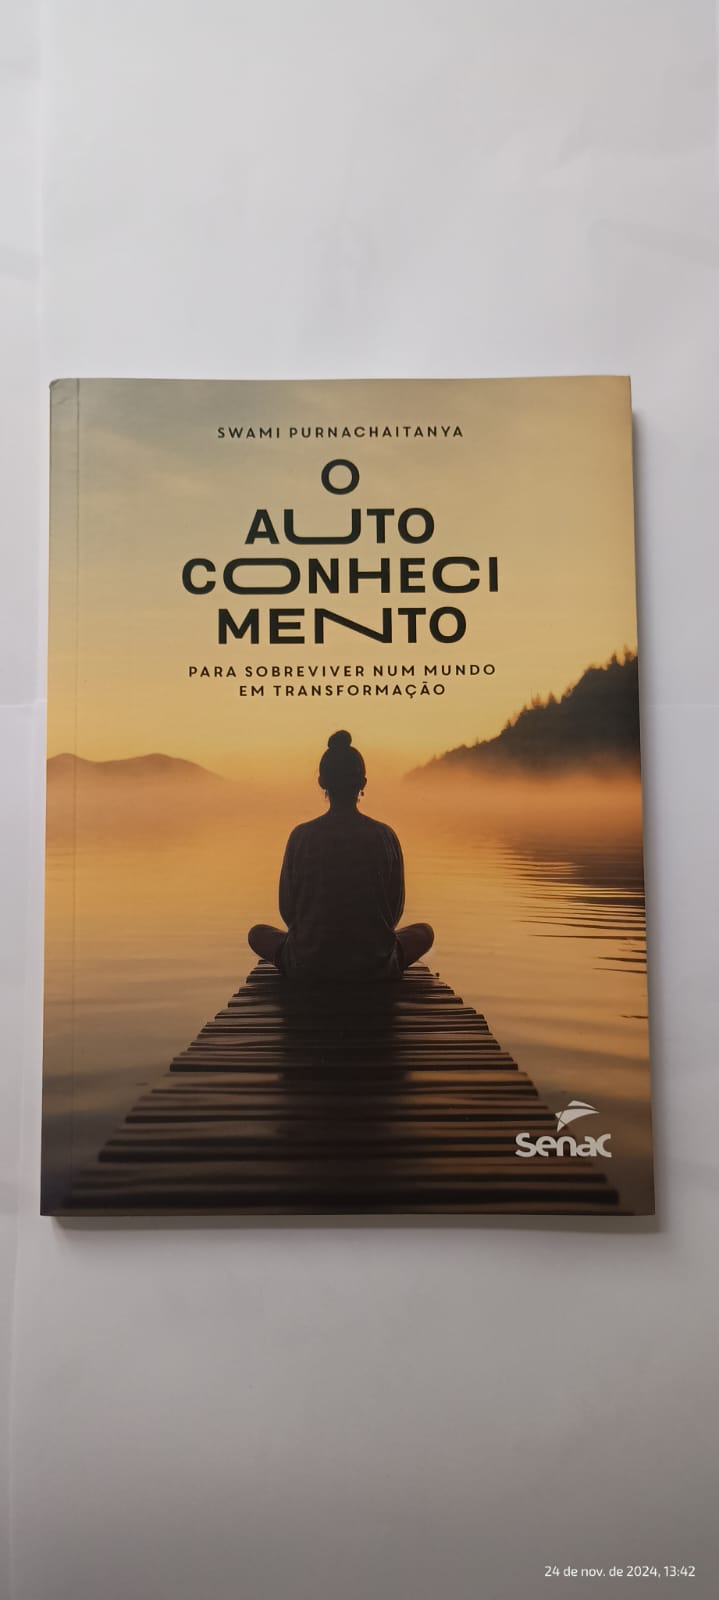 SWAMI PURNACHAITANYA
O
AUTO
CONHECI
MENTO
PARA SOBREVIVER NUM MUNDO
EM TRANSFORMAÇÃO
Senac
24 de nov. de 2024, 13:42